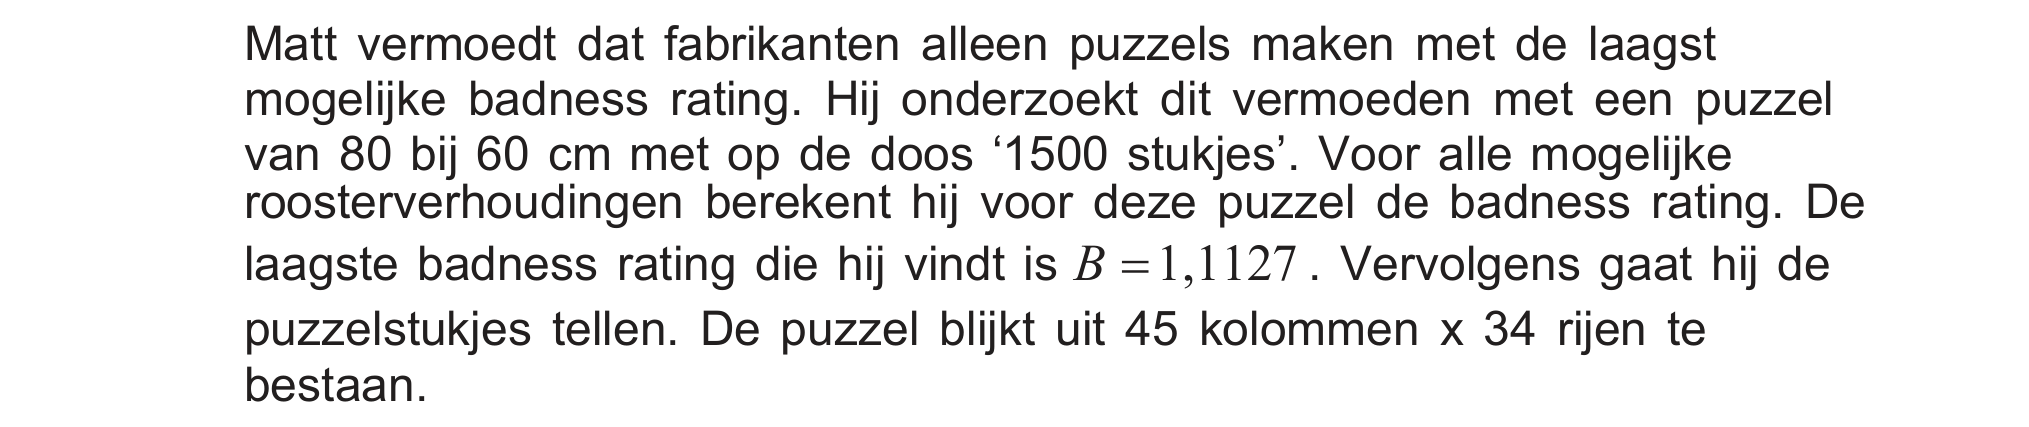 Matt vermoedt dat fabrikanten alleen puzzels maken met de laagst
mogelijke badness rating. Hij onderzoekt dit vermoeden met een puzzel
van 80 bij 60 cm met op de doos ‘1500 stukjes’. Voor alle mogelijke
roosterverhoudingen berekent hij voor deze puzzel de badness rating. De
laagste badness rating die hij vindt is B = 1,1127. Vervolgens gaat hij de
puzzelstukjes tellen. De puzzel blijkt uit 45 kolommen x 34 rijen te
bestaan.